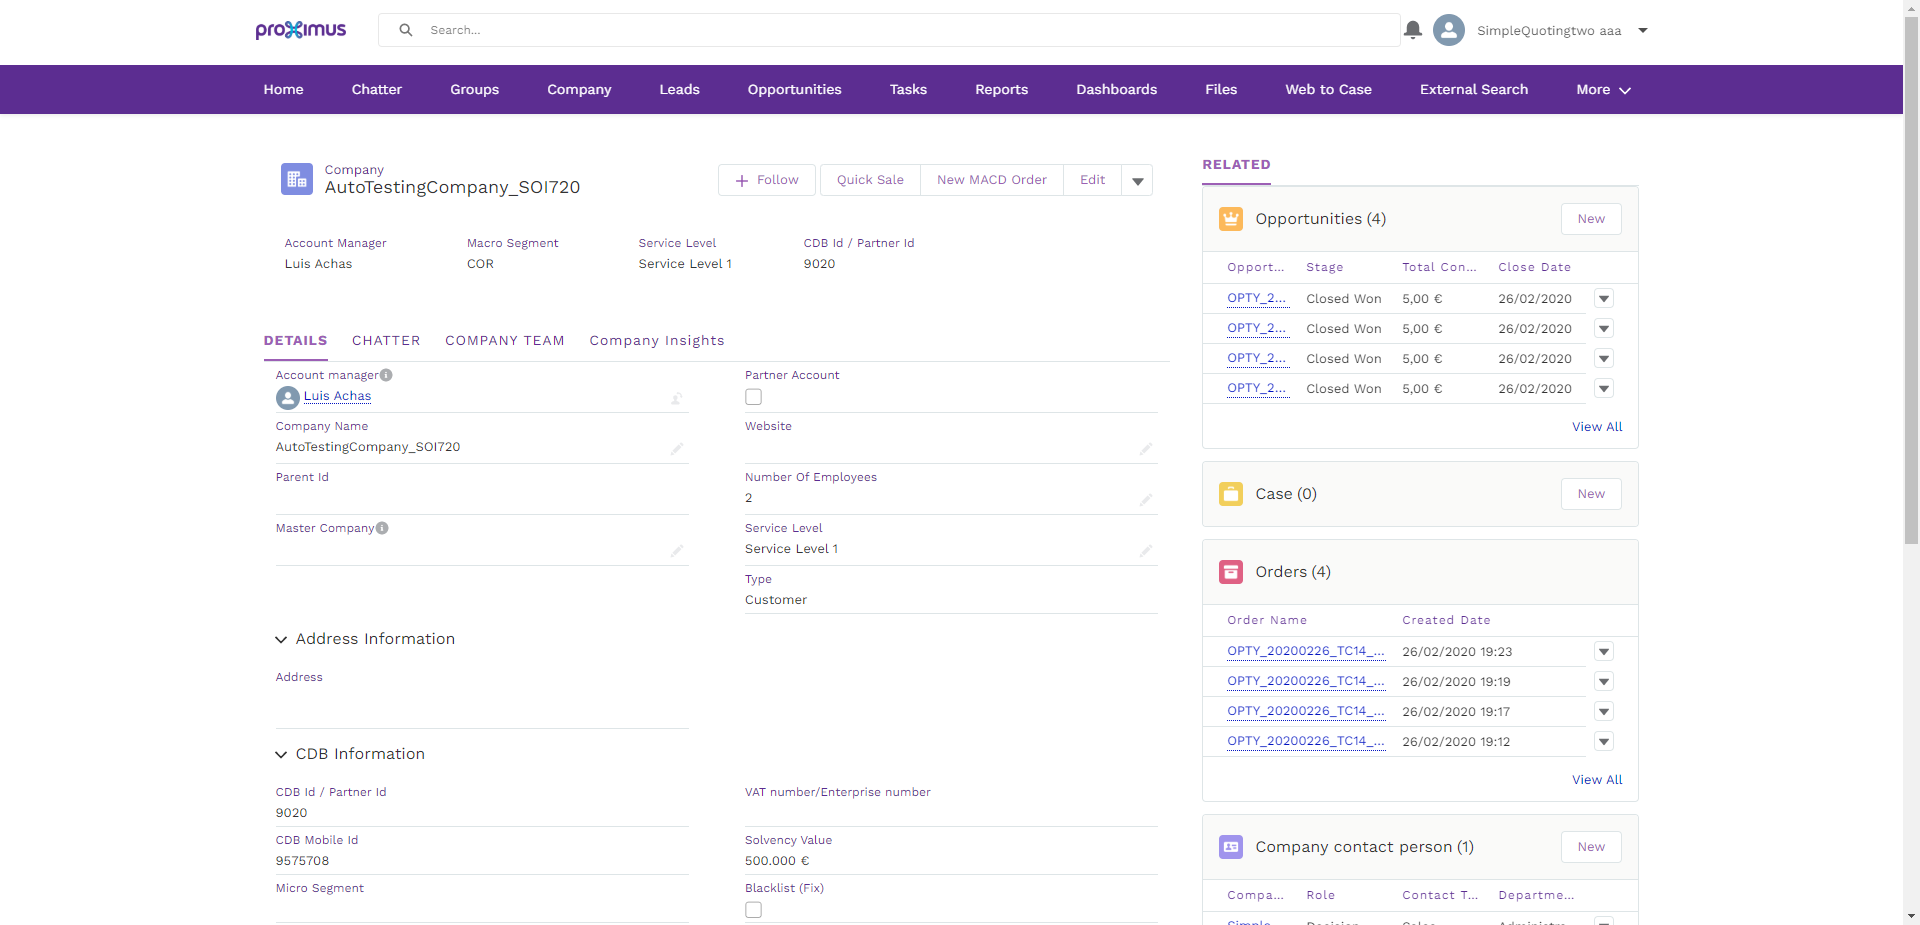 proximus
Search...
SimpleQuotingtwo aaa
Home Chatter Groups Company Leads Opportunities Tasks Reports Dashboards Files Web to Case External Search More
Company
AutoTestingCompany_SOI720
Follow Quick Sale New MACD Order Edit
Account Manager Macro Segment Service Level CDB Id / Partner Id
Luis Achas COR Service Level 1 9020
DETAILS CHATTER COMPANY TEAM Company Insights
Account manager Partner Account
Luis Achas
Company Name Website
AutoTestingCompany_SOI720
Parent Id Number Of Employees
2
Master Company Service Level
Service Level 1
Type
Customer
Address Information
Address
CDB Information
CDB Id / Partner Id VAT number/Enterprise number
9020
CDB Mobile Id Solvency Value
9575708 500.000 €
Micro Segment Blacklist (Fix)
RELATED
Opportunities (4) New
Opport... Stage Total Con... Close Date
OPTY_2... Closed Won 5,00 € 26/02/2020
OPTY_2... Closed Won 5,00 € 26/02/2020
OPTY_2... Closed Won 5,00 € 26/02/2020
OPTY_2... Closed Won 5,00 € 26/02/2020
View All
Case (0) New
Orders (4)
Order Name Created Date
OPTY_20200226_TC14_... 26/02/2020 19:23
OPTY_20200226_TC14_... 26/02/2020 19:19
OPTY_20200226_TC14_... 26/02/2020 19:17
OPTY_20200226_TC14_... 26/02/2020 19:12
View All
Company contact person (1) New
Compa... Role Contact T... Departme...